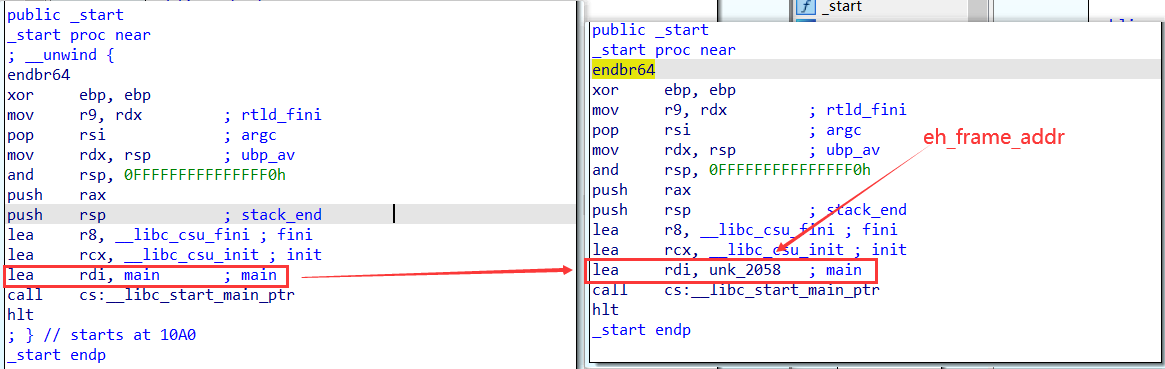 public _start
_start proc near
; __unwind {
endbr64
xor ebp, ebp
mov r9, rdx ; rtld_fini
pop rsi ; argc
mov rdx, rsp ; ubp_av
and rsp, 0FFFFFFFFFFFFFFF0h
push rax
push rsp ; stack_end
lea r8, __libc_csu_fini ; fini
lea rcx, __libc_csu_init ; init
lea rdi, main ; main
call cs:__libc_start_main_ptr
hlt
; } // starts at 10A0
_start endp
f _start
public _start
_start proc near
endbr64
xor ebp, ebp
mov r9, rdx ; rtld_fini
pop rsi ; argc
mov rdx, rsp ; ubp_av
and rsp, 0FFFFFFFFFFFFFFF0h
push rax
push rsp ; stack_end
lea r8, __libc_csu_fini ; fini
lea rcx, __libc_csu_init ; init
lea rdi, unk_2058 ; main
call cs:__libc_start_main_ptr
hlt
_start endp
eh_frame_addr